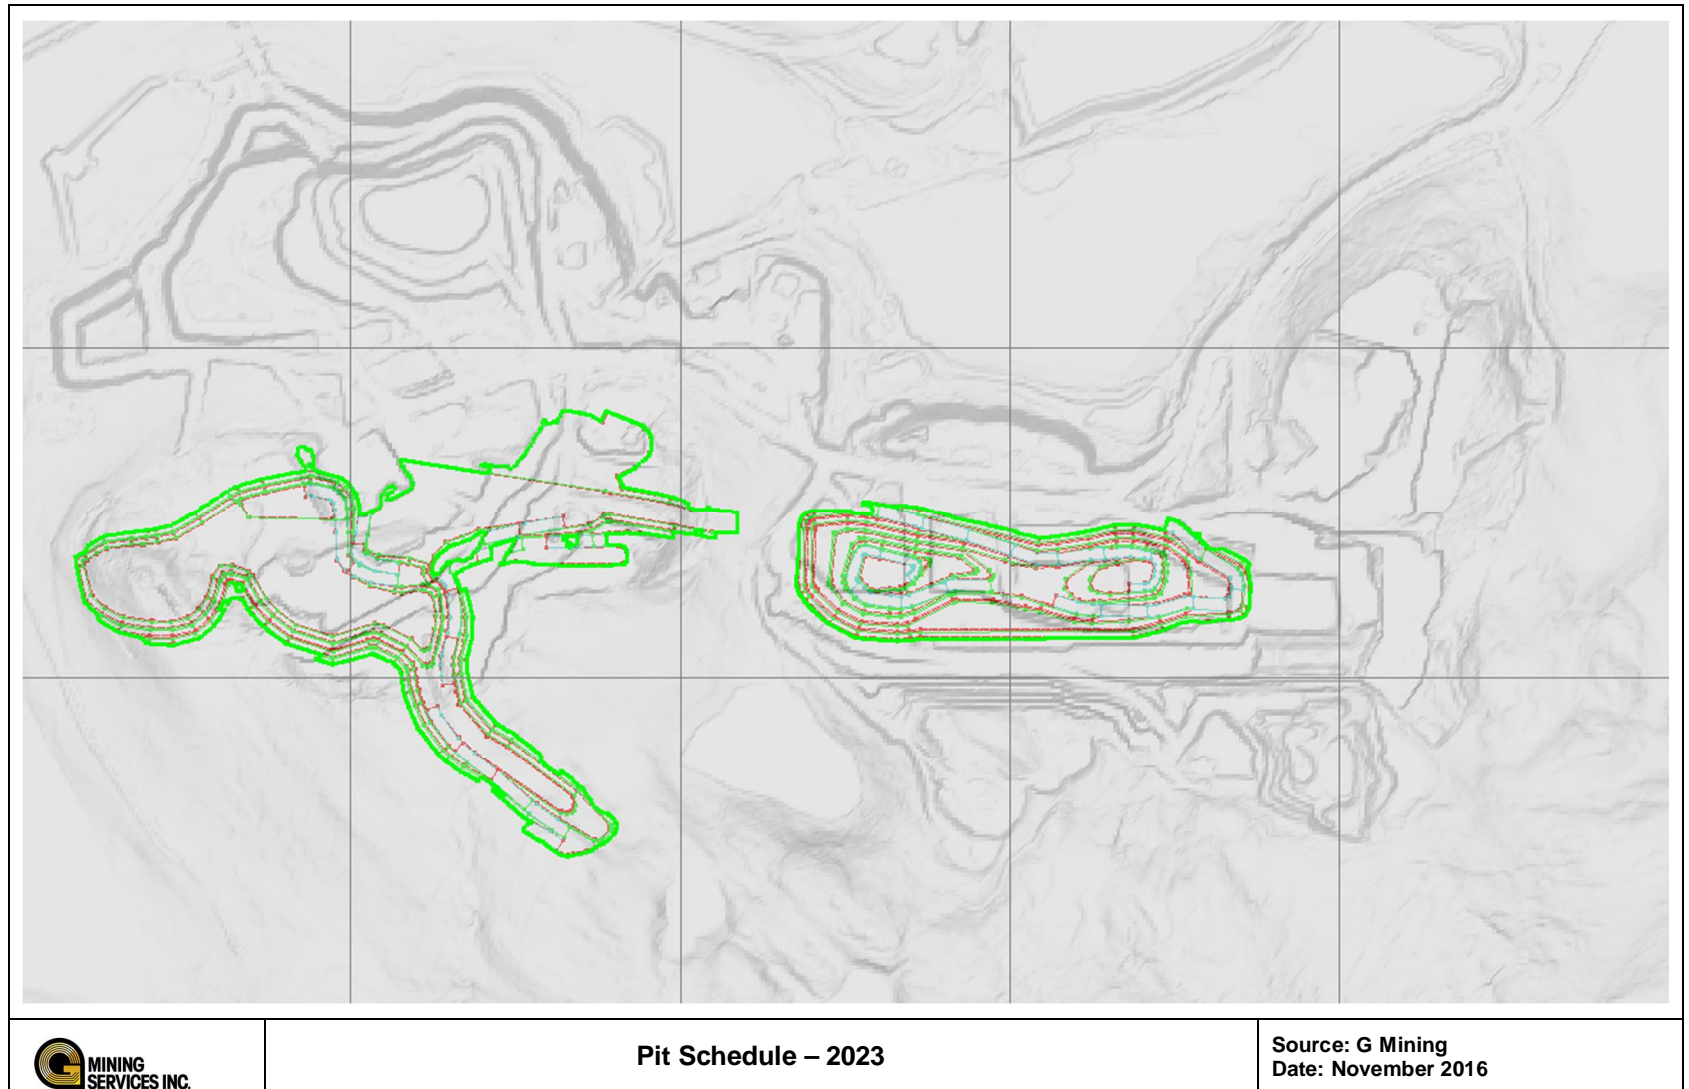 MINING
SERVICES INC.
Pit Schedule – 2023
Source: G Mining
Date: November 2016